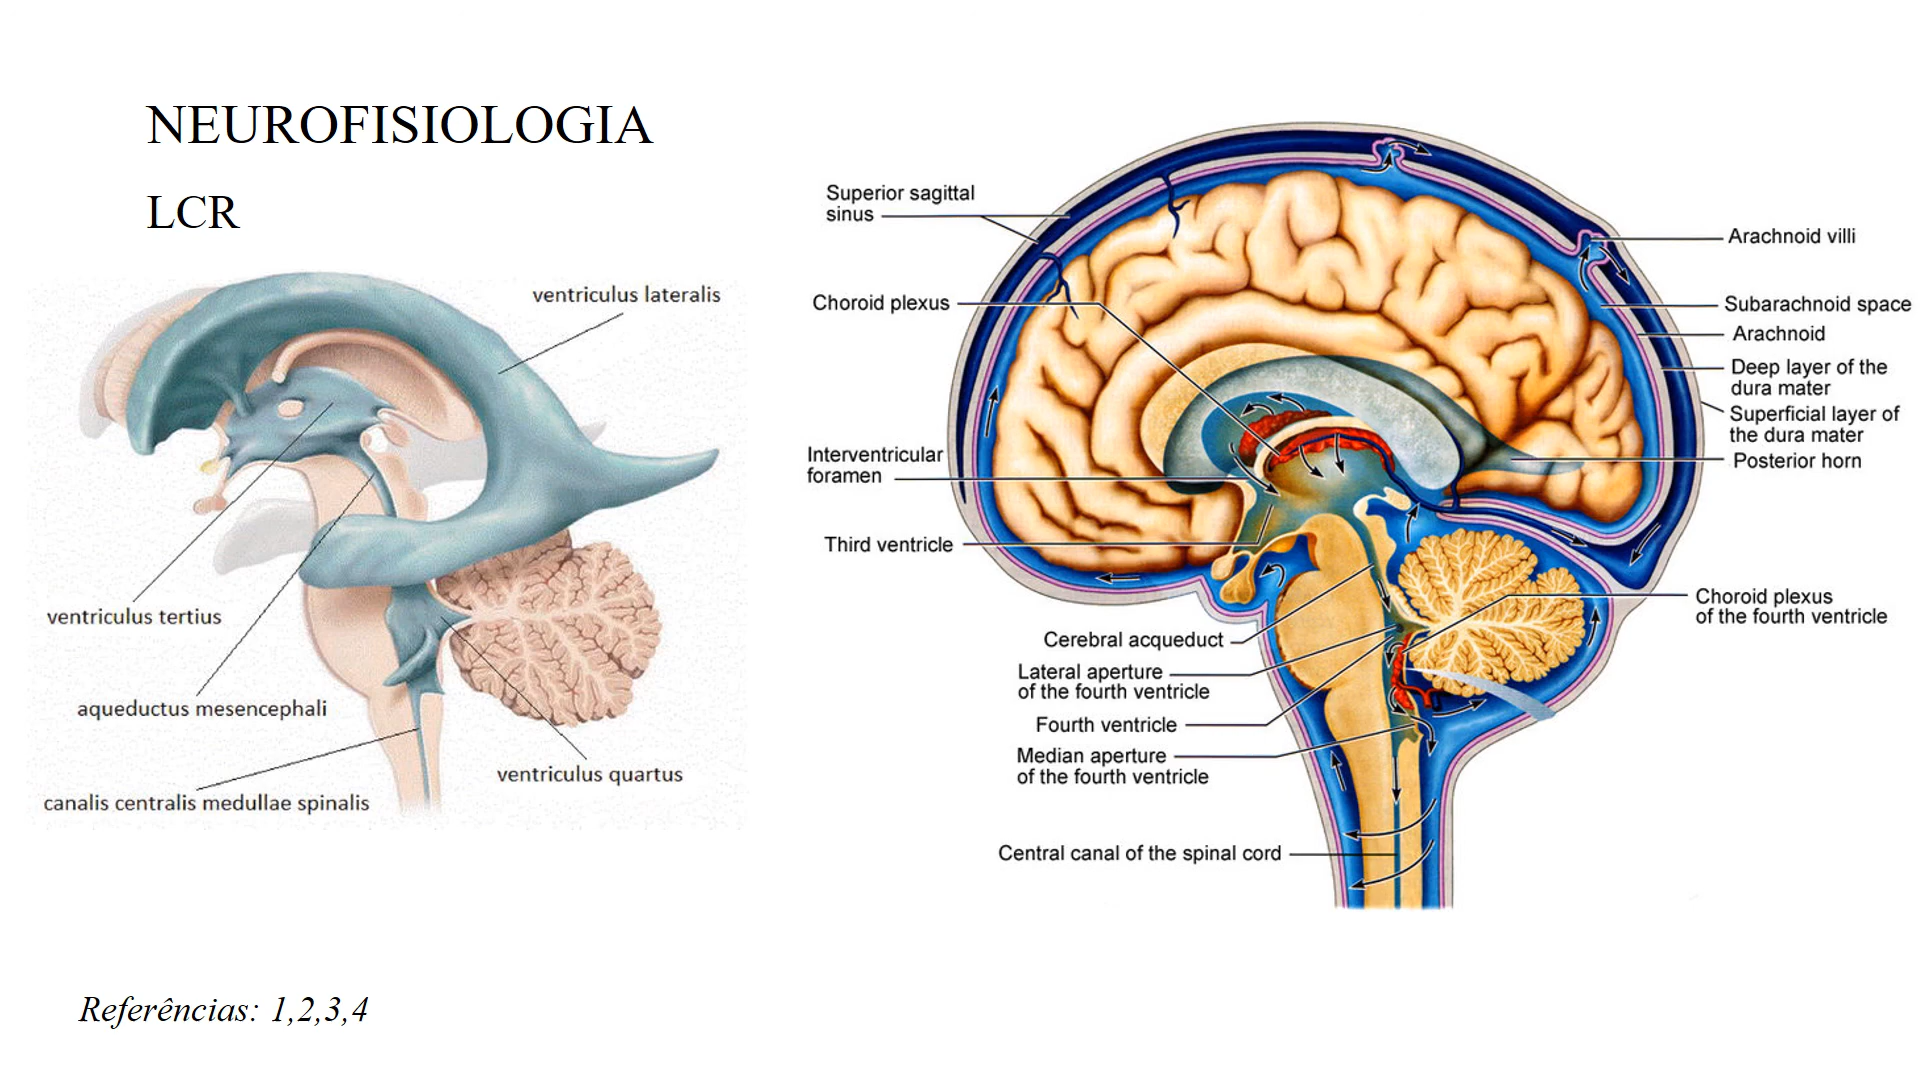 NEUROFISIOLOGIA
LCR
ventriculus lateralis
ventriculus tertius
aqueductus mesencephali
ventriculus quartus
canalis centralis medullae spinalis
Superior sagittal
sinus
Choroid plexus
Interventricular
foramen
Third ventricle
Cerebral acqueduct
Lateral aperture
of the fourth ventricle
Fourth ventricle
Median aperture
of the fourth ventricle
Central canal of the spinal cord
Arachnoid villi
Subarachnoid space
Arachnoid
Deep layer of the
dura mater
Superficial layer of
the dura mater
Posterior horn
Choroid plexus
of the fourth ventricle
Referências: 1,2,3,4